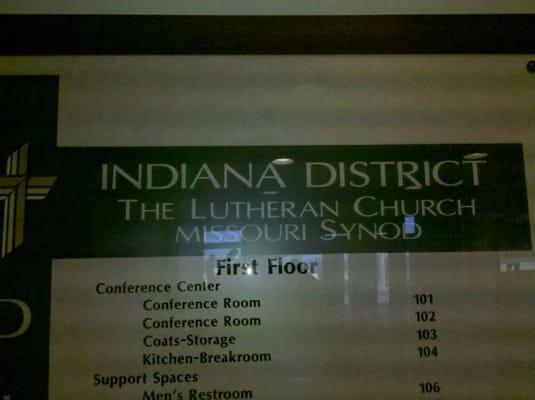 INDIANA DISTRICT
THE LUTHERAN CHURCH
MISSOURI SYNOD
First Floor
Conference Center
Conference Room 101
Conference Room 102
Coats-Storage 103
Kitchen-Breakroom 104
Support Spaces
Men's Restroom 106